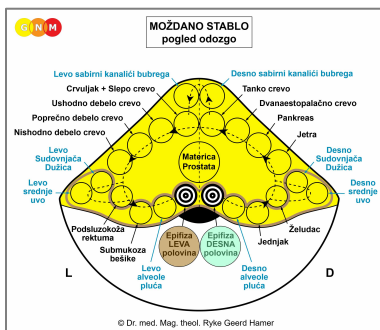 GNM
MOŽDANO STABLO
pogled odozgo
Levo sabirni kanalići bubrega
Desno sabirni kanalići bubrega
Crvuljak + Slepo crevo
Tanko crevo
Ushodno debelo crevo
Dvanaestopalačno crevo
Poprečno debelo crevo
Pankreas
Nishodno debelo crevo
Jetra
Levo
Sudovnjača
Dužica
Desno
Sudovnjača
Dužica
Materica
Prostata
Levo
srednje
uvo
Desno
srednje
uvo
Podsluzokoža
rektuma
Submukoza
bešike
Epifiza
LEVA
polovina
Epifiza
DESNA
polovina
Želudac
Jednjak
Levo
alveole
pluća
Desno
alveole
pluća
L
D
© Dr. med. Mag. theol. Ryke Geerd Hamer